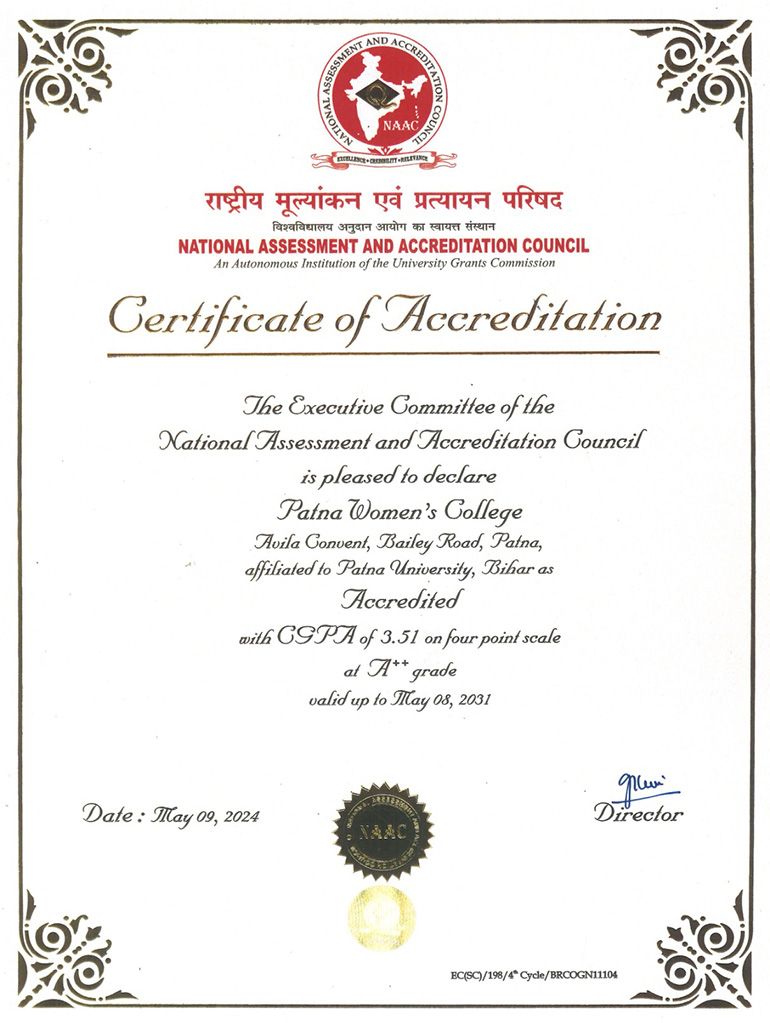 NATIONAL ASSESSMENT AND ACCREDITATION COUNCIL
NAAC
EXCELLENCE • CREDIBILITY • RELEVANCE
राष्ट्रीय मूल्यांकन एवं प्रत्यायन परिषद
विश्वविद्यालय अनुदान आयोग का स्वायत्त संस्थान
NATIONAL ASSESSMENT AND ACCREDITATION COUNCIL
An Autonomous Institution of the University Grants Commission
Certificate of Accreditation
The Executive Committee of the
National Assessment and Accreditation Council
is pleased to declare
Patna Women's College
Avila Convent, Bailey Road, Patna,
affiliated to Patna University, Bihar as
Accredited
with CGPA of 3.51 on four point scale
at A++ grade
valid up to May 08, 2031
Date : May 09, 2024
Director
NAAC
EC(SC)/198/4th Cycle/BRCOGN11104